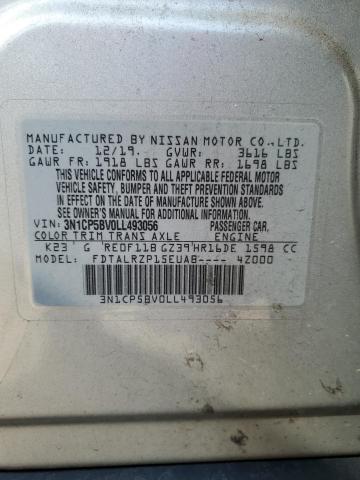 MANUFACTURED BY NISSAN MOTOR CO., LTD.
DATE: 12/19. GVWR: 3616 LBS
GAWR FR: 1918 LBS GAWR RR: 1698 LBS
THIS VEHICLE CONFORMS TO ALL APPLICABLE FEDERAL MOTOR
VEHICLE SAFETY, BUMPER AND THEFT PREVENTION STANDARDS
IN EFFECT ON THE DATE OF MANUFACTURE SHOWN ABOVE.
SEE OWNER'S MANUAL FOR ADDITIONAL INFORMATION.
VIN: 3N1CP5BV0LL493056 PASSENGER CAR,
COLOR TRIM TRANS AXLE ENGINE
K23 G RE0F11B GZ39 HR16DE 1598 CC
MODEL: FDTALRZP15EUAB---- 4Z000
3N1CP5BV0LL493056